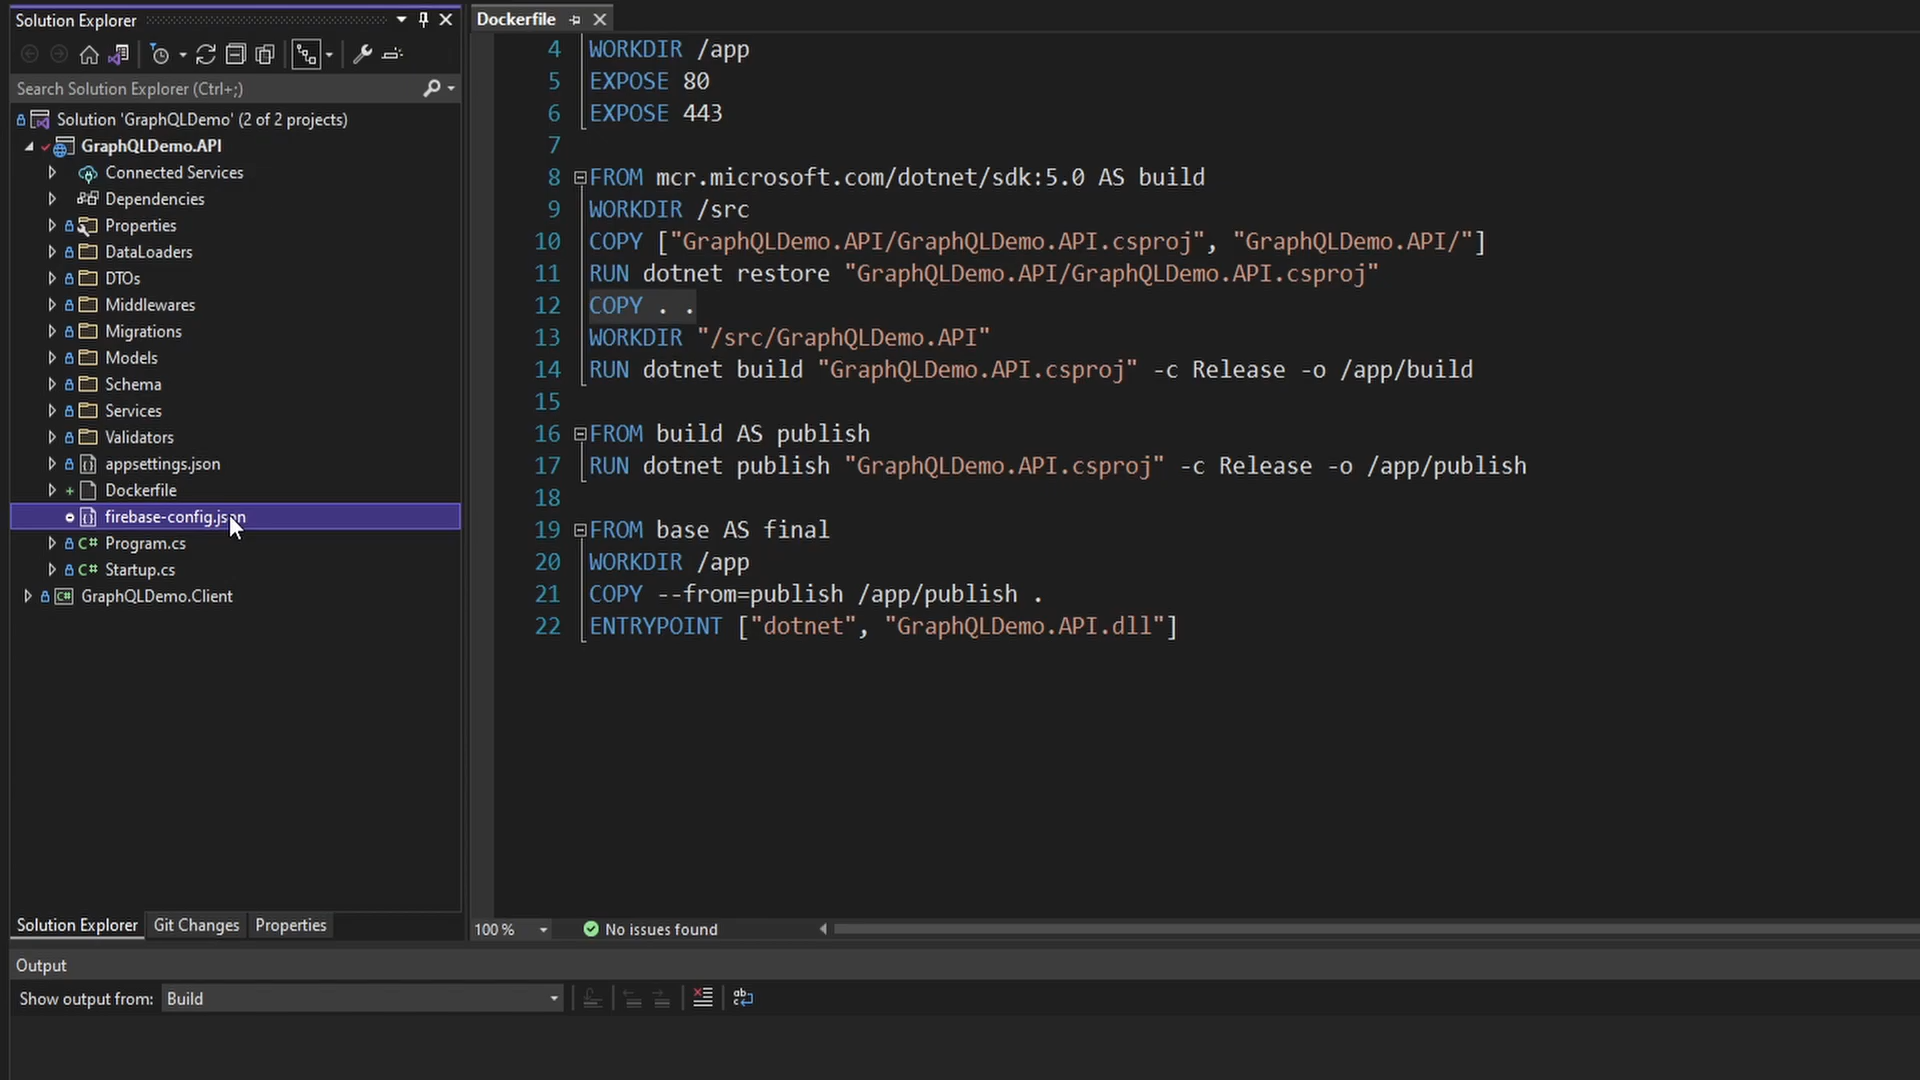 Solution Explorer
Search Solution Explorer (Ctrl+;)
Solution 'GraphQLDemo' (2 of 2 projects)
GraphQLDemo.API
Connected Services
Dependencies
Properties
DataLoaders
DTOs
Middlewares
Migrations
Models
Schema
Services
Validators
appsettings.json
Dockerfile
firebase-config.json
C# Program.cs
C# Startup.cs
C# GraphQLDemo.Client
Solution Explorer Git Changes Properties
Dockerfile
4 WORKDIR /app
5 EXPOSE 80
6 EXPOSE 443
7
8 FROM mcr.microsoft.com/dotnet/sdk:5.0 AS build
9 WORKDIR /src
10 COPY ["GraphQLDemo.API/GraphQLDemo.API.csproj", "GraphQLDemo.API/"]
11 RUN dotnet restore "GraphQLDemo.API/GraphQLDemo.API.csproj"
12 COPY . .
13 WORKDIR "/src/GraphQLDemo.API"
14 RUN dotnet build "GraphQLDemo.API.csproj" -c Release -o /app/build
15
16 FROM build AS publish
17 RUN dotnet publish "GraphQLDemo.API.csproj" -c Release -o /app/publish
18
19 FROM base AS final
20 WORKDIR /app
21 COPY --from=publish /app/publish .
22 ENTRYPOINT ["dotnet", "GraphQLDemo.API.dll"]
100 % No issues found
Output
Show output from: Build